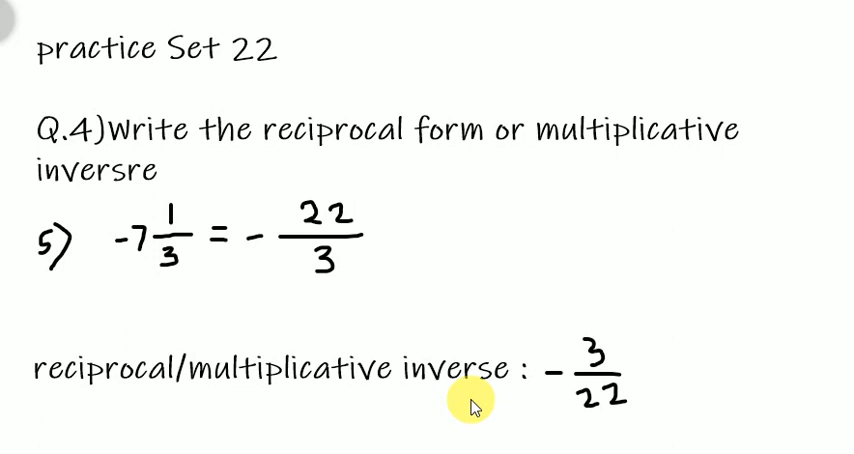 practice Set 22
Q.4)Write the reciprocal form or multiplicative
inversre
5) -7 1/3 = - 22/3
reciprocal/multiplicative inverse : - 3/22